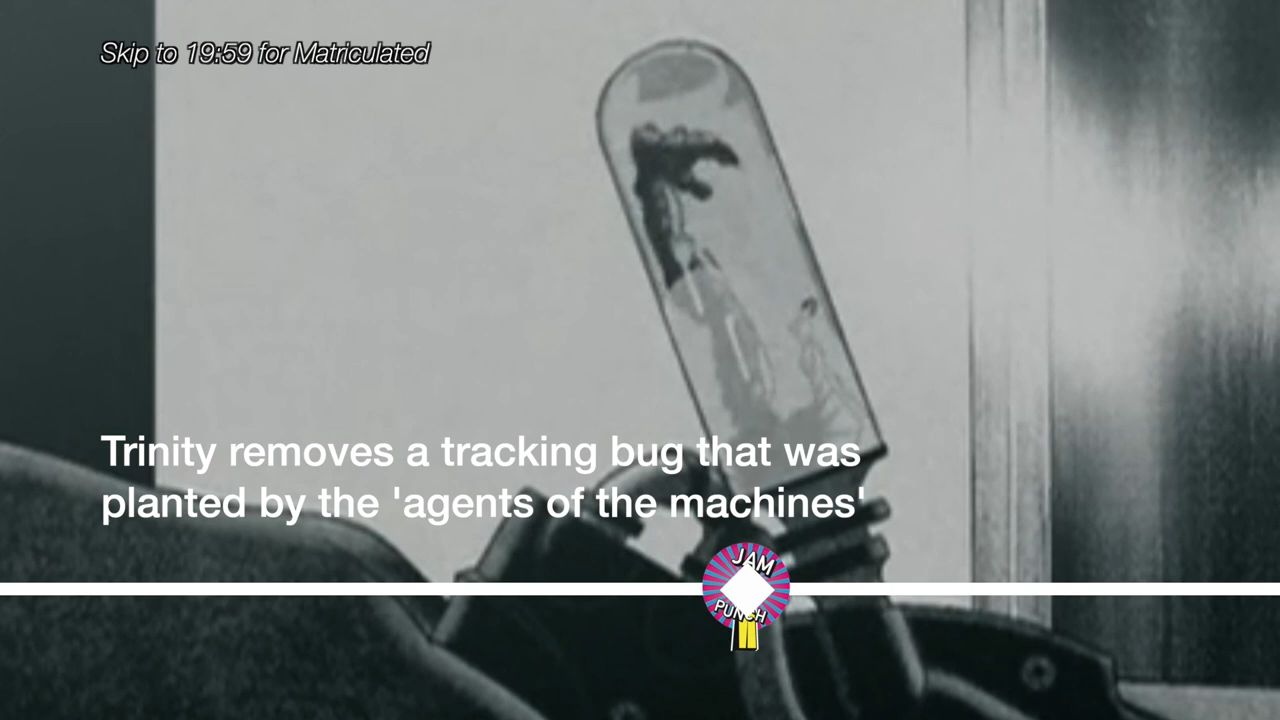 Skip to 19:59 for Matriculated
Trinity removes a tracking bug that was
planted by the 'agents of the machines'
JAM
PUNCH